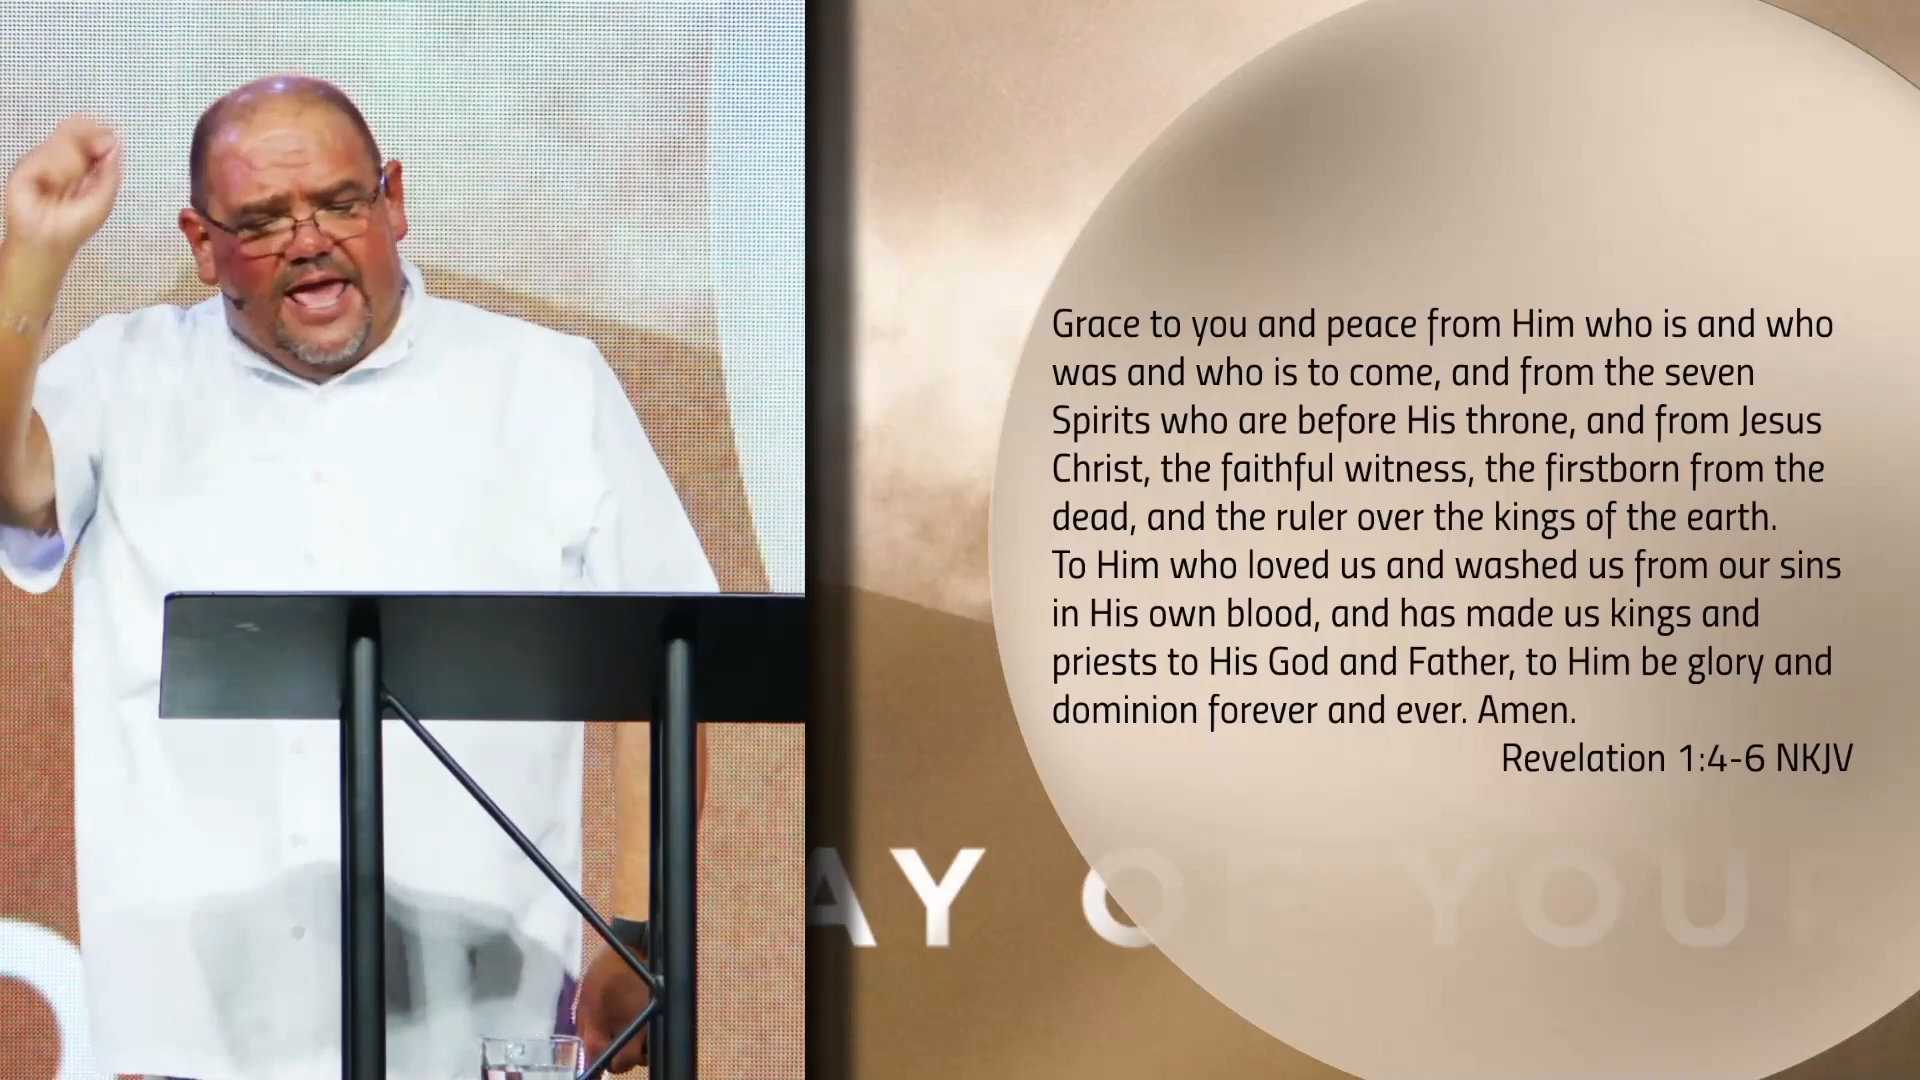 Grace to you and peace from Him who is and who
was and who is to come, and from the seven
Spirits who are before His throne, and from Jesus
Christ, the faithful witness, the firstborn from the
dead, and the ruler over the kings of the earth.
To Him who loved us and washed us from our sins
in His own blood, and has made us kings and
priests to His God and Father, to Him be glory and
dominion forever and ever. Amen.
Revelation 1:4-6 NKJV
AY OF YOU